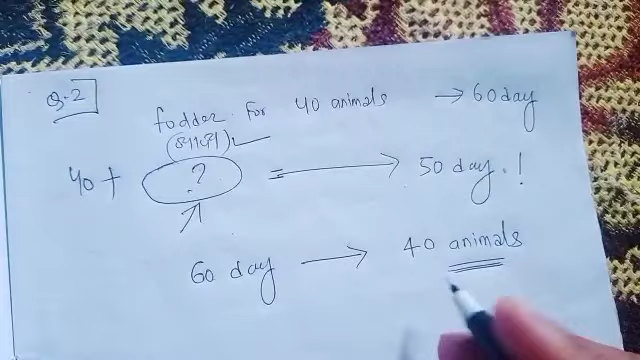 Q.2
fodder for 40 animals → 60 day
40 + ? ⇒ 50 day.!
60 day → 40 animals